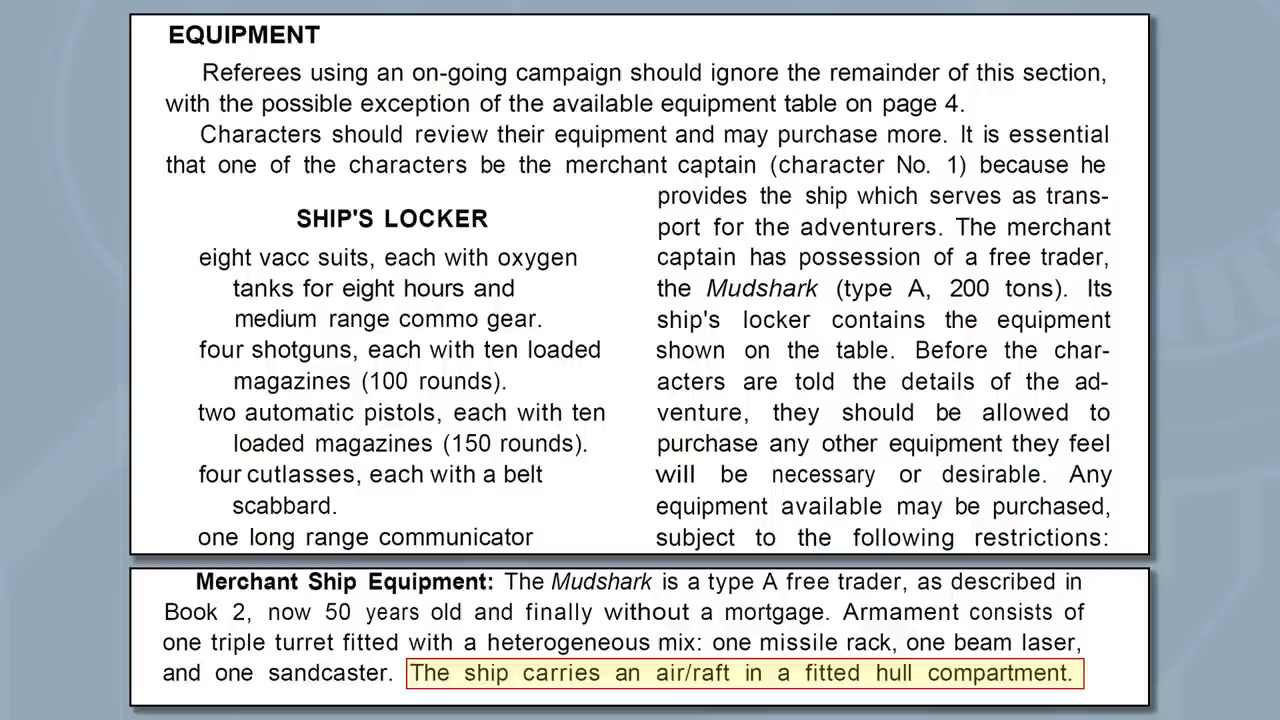 EQUIPMENT
Referees using an on-going campaign should ignore the remainder of this section,
with the possible exception of the available equipment table on page 4.
Characters should review their equipment and may purchase more. It is essential
that one of the characters be the merchant captain (character No. 1) because he
SHIP'S LOCKER
eight vacc suits, each with oxygen
tanks for eight hours and
medium range commo gear.
four shotguns, each with ten loaded
magazines (100 rounds).
two automatic pistols, each with ten
loaded magazines (150 rounds).
four cutlasses, each with a belt
scabbard.
one long range communicator
provides the ship which serves as trans-
port for the adventurers. The merchant
captain has possession of a free trader,
the Mudshark (type A, 200 tons). Its
ship's locker contains the equipment
shown on the table. Before the char-
acters are told the details of the ad-
venture, they should be allowed to
purchase any other equipment they feel
will be necessary or desirable. Any
equipment available may be purchased,
subject to the following restrictions:
Merchant Ship Equipment: The Mudshark is a type A free trader, as described in
Book 2, now 50 years old and finally without a mortgage. Armament consists of
one triple turret fitted with a heterogeneous mix: one missile rack, one beam laser,
and one sandcaster. The ship carries an air/raft in a fitted hull compartment.